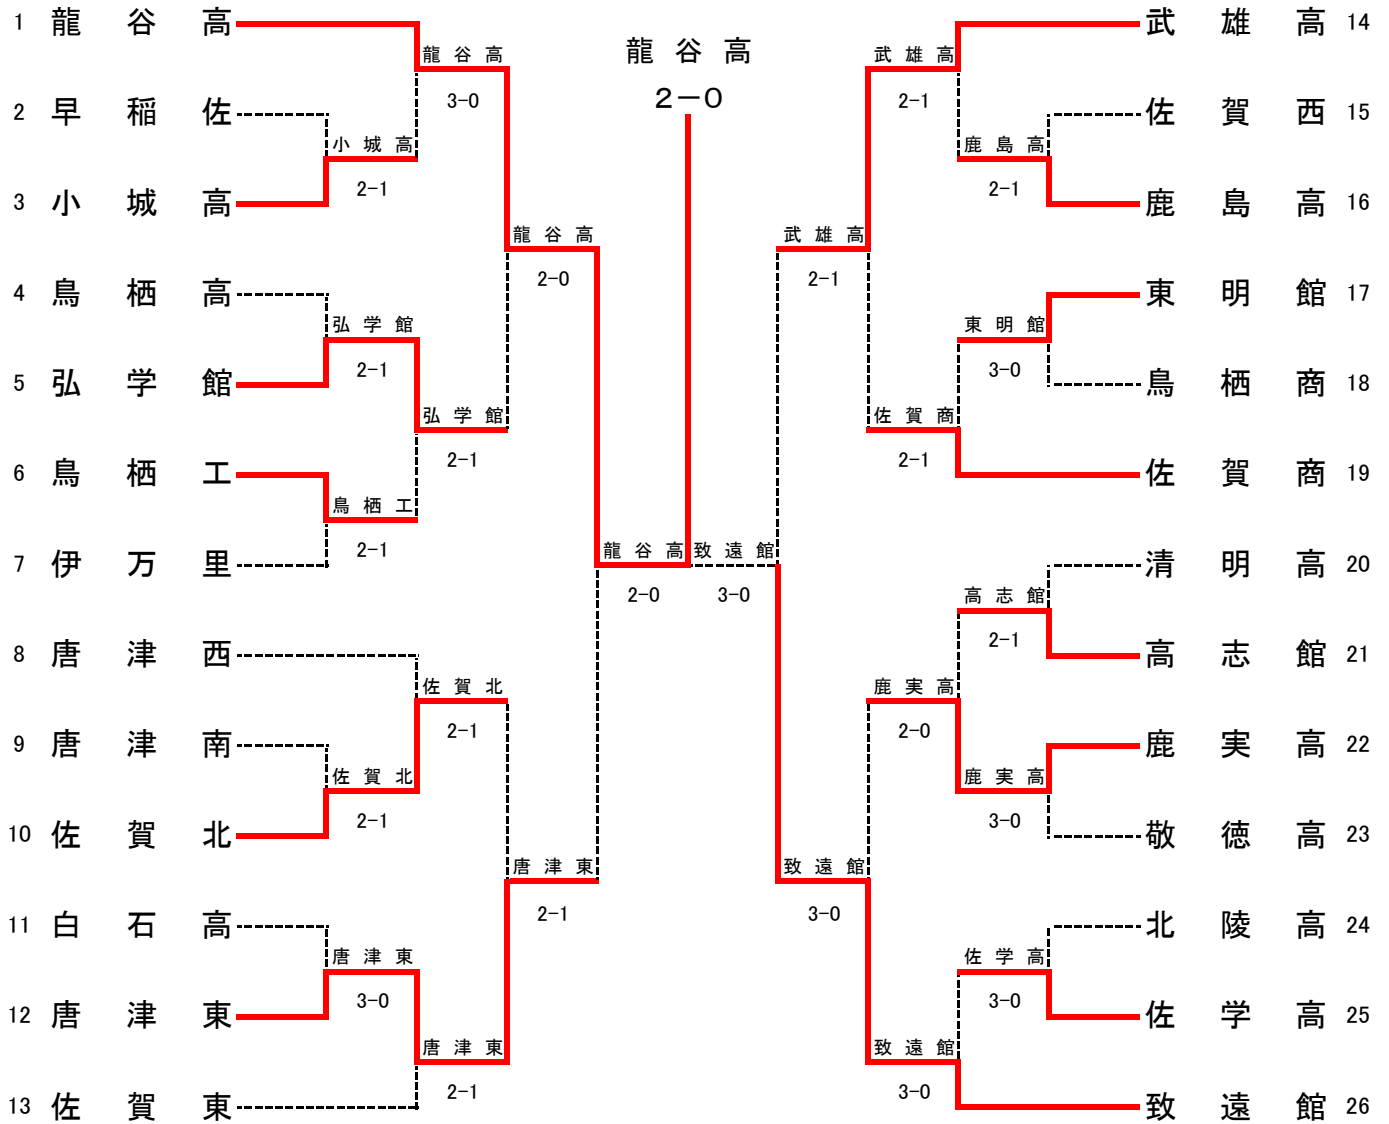 1 龍谷高
武雄高 14
龍谷高
龍谷高
武雄高
3-0
2-0
2-1
2 早稲佐
佐賀西 15
小城高
鹿島高
2-1
2-1
3 小城高
鹿島高 16
龍谷高
武雄高
2-0
2-1
4 鳥栖高
東明館 17
弘学館
東明館
2-1
3-0
5 弘学館
鳥栖商 18
弘学館
佐賀商
2-1
2-1
6 鳥栖工
佐賀商 19
鳥栖工
2-1
龍谷高
致遠館
7 伊万里
清明高 20
2-0
3-0
高志館
2-1
8 唐津西
高志館 21
佐賀北
鹿実高
2-1
2-0
9 唐津南
鹿実高 22
佐賀北
鹿実高
2-1
3-0
10 佐賀北
敬徳高 23
唐津東
致遠館
2-1
3-0
11 白石高
北陵高 24
唐津東
佐学高
3-0
3-0
12 唐津東
佐学高 25
唐津東
致遠館
2-1
3-0
13 佐賀東
致遠館 26